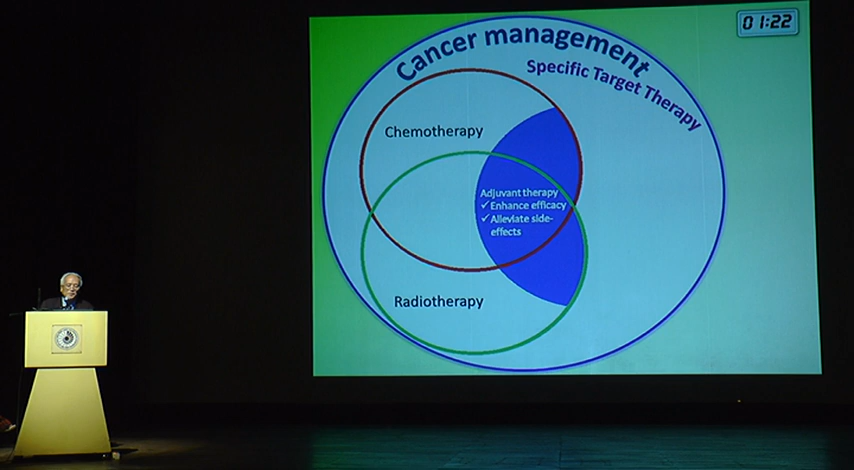 01:22
Cancer management
Specific Target Therapy
Chemotherapy
Adjuvant therapy
✓ Enhance efficacy
✓ Alleviate side-
effects
Radiotherapy